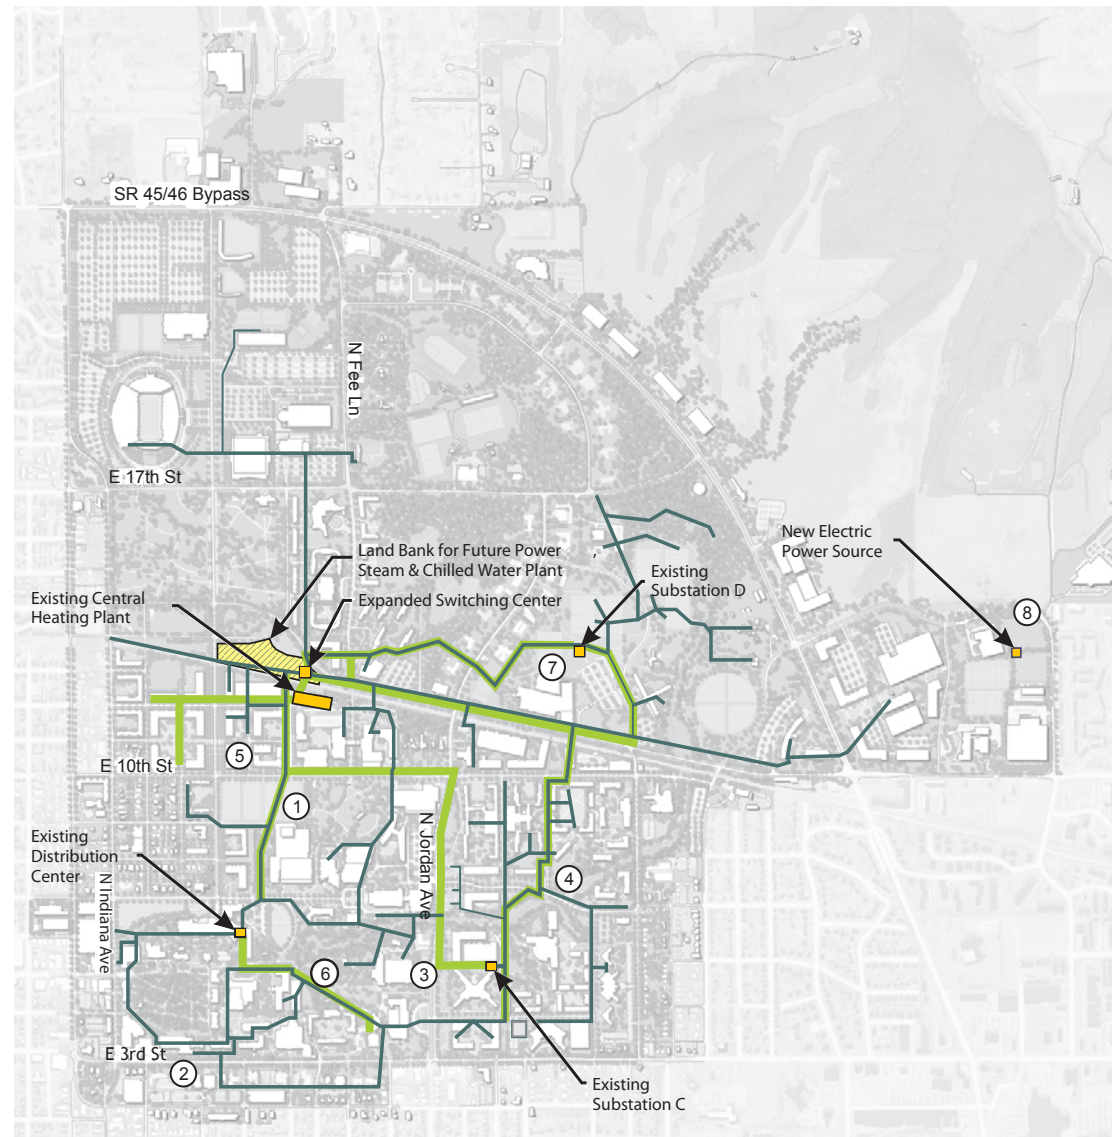 SR 45/46 Bypass
N Fee Ln
E 17th St
New Electric
Power Source
Land Bank for Future Power
Steam & Chilled Water Plant
Existing
Substation D
Existing Central
Heating Plant
Expanded Switching Center
8
7
5
E 10th St
1
N Jordan Ave
Existing
Distribution
Center
4
N Indiana Ave
6
3
E 3rd St
2
Existing
Substation C